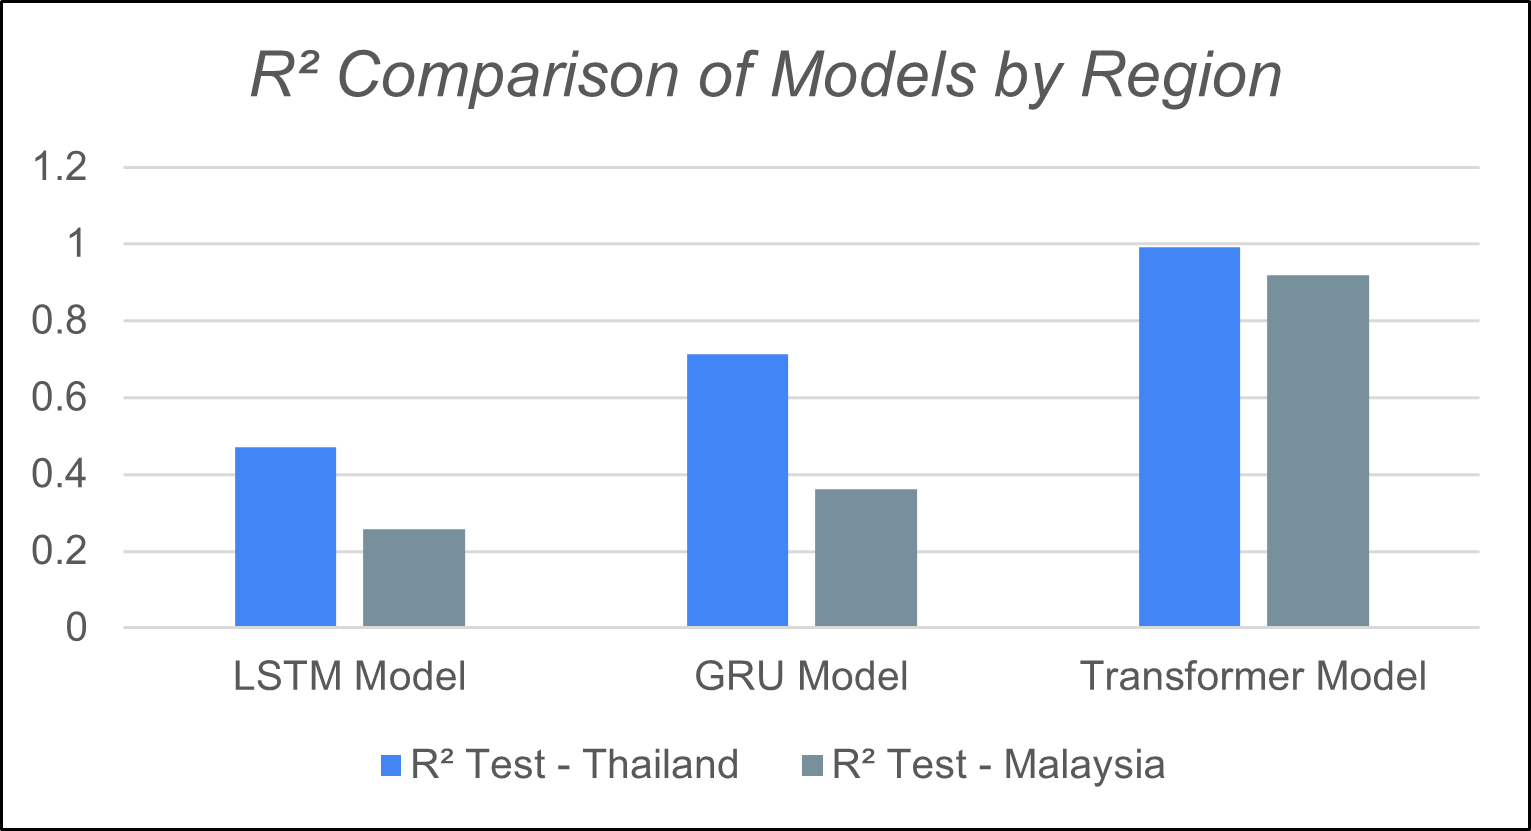 R² Comparison of Models by Region
1.2
1
0.8
0.6
0.4
0.2
0
LSTM Model GRU Model Transformer Model
R² Test - Thailand R² Test - Malaysia